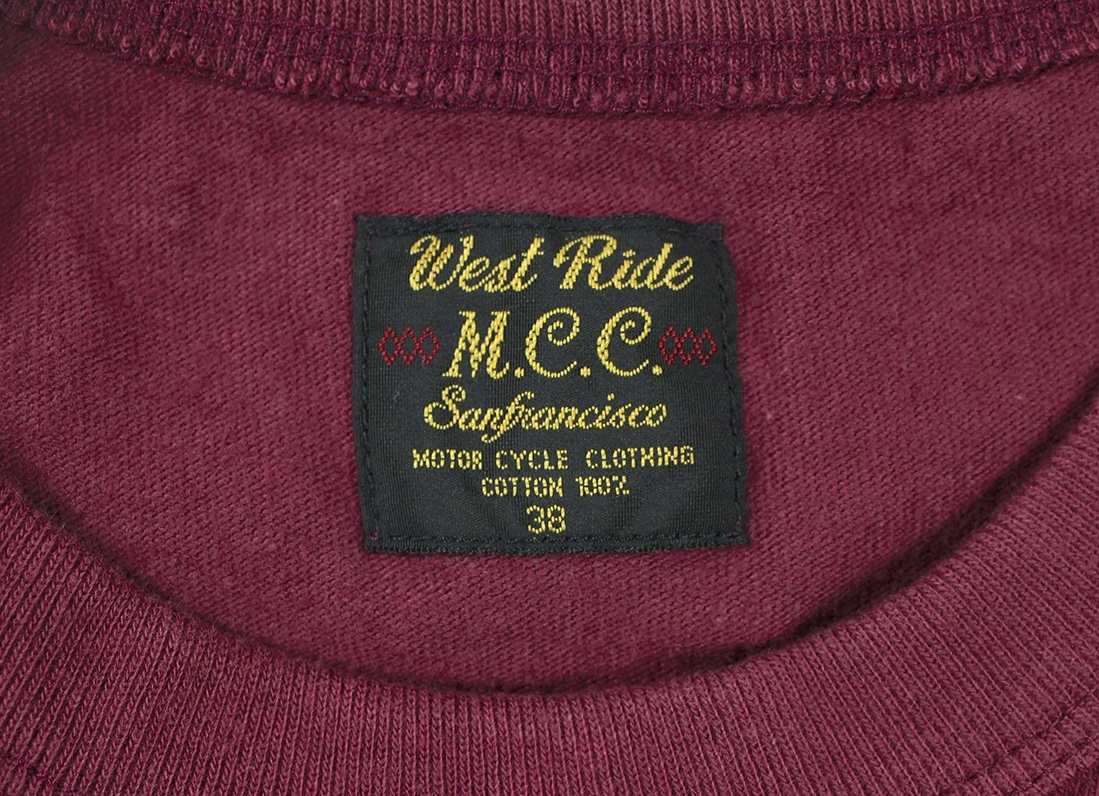 West Ride
M.C.C.
Sanfrancisco
MOTOR CYCLE CLOTHING
COTTON 100%
38